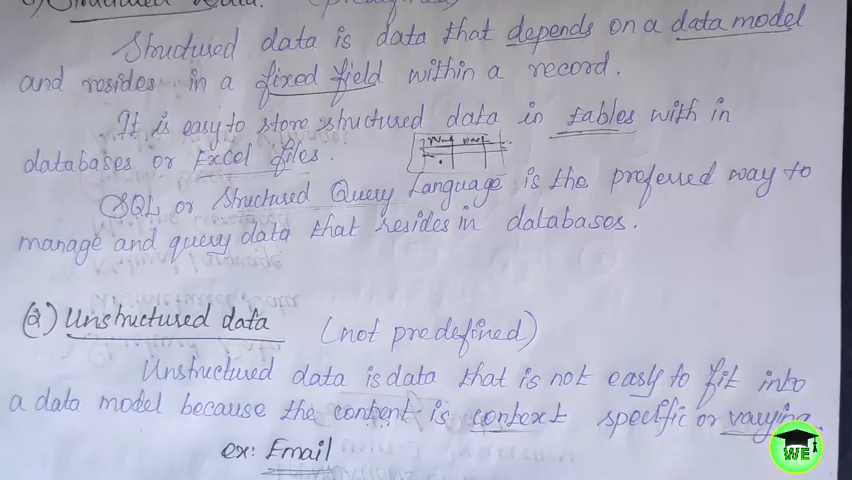 Structured data is data that depends on a data model
and resides in a fixed field within a record.
It is easy to store structured data in tables with in
databases or Excel files.
SQL or Structured Query Language is the preferred way to
manage and query data that resides in databases.
(2) Unstructured data (not predefined)
Unstructured data is data that is not easy to fit into
a data model because the content is context specific or varying.
ex: Email
WE